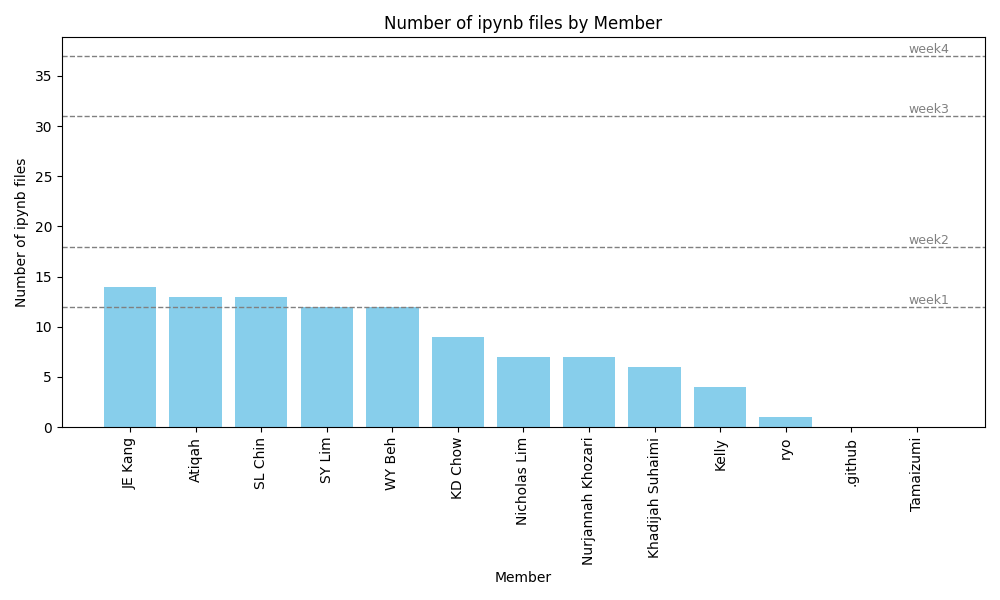 Number of ipynb files by Member
week4
week3
week2
week1
35
30
25
20
15
10
5
0
Number of ipynb files
JE Kang
Atiqah
SL Chin
SY Lim
WY Beh
KD Chow
Nicholas Lim
Nurjannah Khozari
Khadijah Suhaimi
Kelly
ryo
.github
Tamaizumi
Member